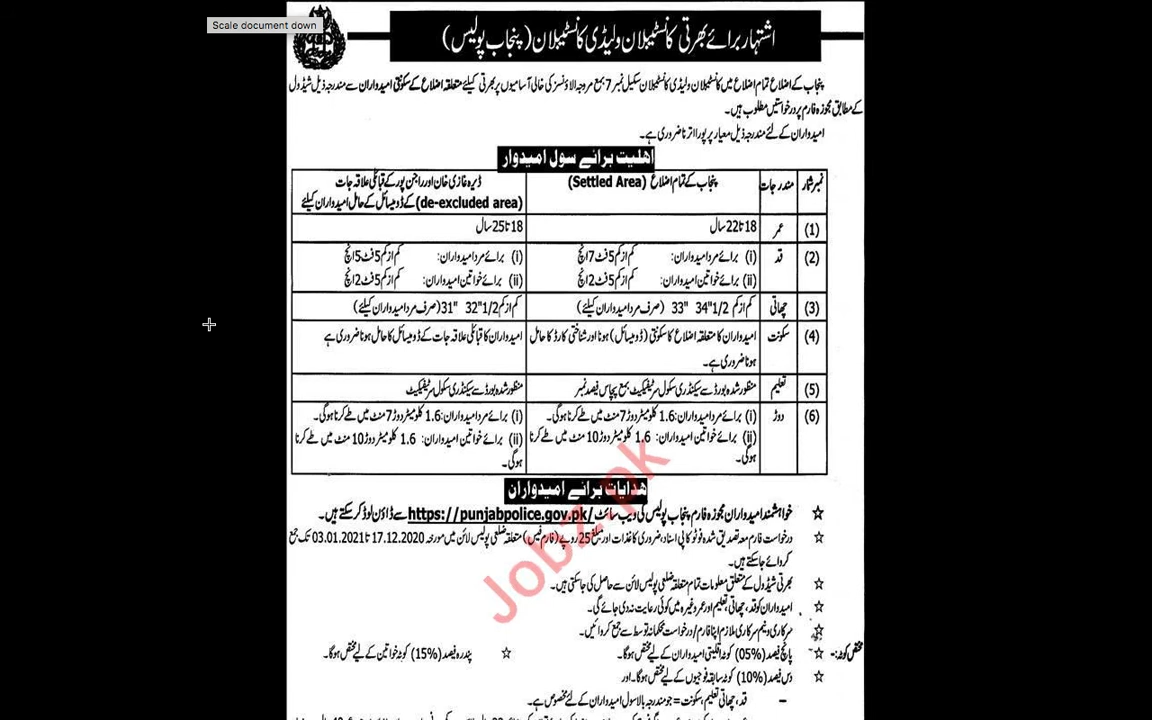 Scale document down
اشتہار برائے بھرتی کانسٹیبلان ولیڈی کانسٹیبلان (پنجاب پولیس)
پنجاب کے اضلاع تمام اضلاع میں کانسٹیبلان ولیڈی کانسٹیبلان سکیل نمبر 7 بمع مروجہ الاؤنسز کی خالی آسامیوں پر بھرتی کیلئے متعلقہ اضلاع کے سکونتی امیدواران سے مندرجہ ذیل شیڈول
کے مطابق مجوزہ فارم پر درخواستیں مطلوب ہیں۔
امیدواران کے لئے مندرجہ ذیل معیار پر پورا اترنا ضروری ہے۔
اھلیت برائے سول امیدوار
نمبر شمار مندرجات پنجاب کے تمام اضلاع (Settled Area) ڈیرہ غازی خان اور راجن پور کے قبائلی علاقہ جات
(de-excluded area) کے ڈومیسائل کے حامل امیدواران کیلئے
(1) عمر 18 تا 22 سال 18 تا 25 سال
(2) قد (i) برائے مرد امیدواران: کم از کم 5 فٹ 7 انچ (i) برائے مرد امیدواران: کم از کم 5 فٹ 5 انچ
(ii) برائے خواتین امیدواران: کم از کم 5 فٹ 2 انچ (ii) برائے خواتین امیدواران: کم از کم 5 فٹ 2 انچ
(3) چھاتی کم از کم 33" 34"1/2 (صرف مرد امیدواران کیلئے) کم از کم 31" 32"1/2 (صرف مرد امیدواران کیلئے)
(4) سکونت امیدواران کا متعلقہ اضلاع کا سکونتی (ڈومیسائل) ہونا اور شناختی کارڈ کا حامل امیدواران کا قبائلی علاقہ جات کے ڈومیسائل کا حامل ہونا ضروری ہے
ہونا ضروری ہے۔
(5) تعلیم منظور شدہ بورڈ سے سیکنڈری سکول سرٹیفیکیٹ بمع پچاس فیصد نمبر منظور شدہ بورڈ سے سیکنڈری سکول سرٹیفیکیٹ
(6) دوڑ (i) برائے مرد امیدواران: 1.6 کلومیٹر دوڑ 7 منٹ میں طے کرنا ہوگی۔ (i) برائے مرد امیدواران: 1.6 کلومیٹر دوڑ 7 منٹ میں طے کرنا ہوگی۔
(ii) برائے خواتین امیدواران: 1.6 کلومیٹر دوڑ 10 منٹ میں طے کرنا (ii) برائے خواتین امیدواران: 1.6 کلومیٹر دوڑ 10 منٹ میں طے کرنا
ہوگی۔ ہوگی۔
ھدایات برائے امیدواران
☆ خواہشمند امیدواران مجوزہ فارم پنجاب پولیس کی ویب سائٹ https://punjabpolice.gov.pk/ سے ڈاؤن لوڈ کر سکتے ہیں۔
☆ درخواست فارم معہ تصدیق شدہ فوٹو کاپی اسناد، ضروری کاغذات اور مبلغ 25 روپے (فارم فیس) متعلقہ ضلعی پولیس لائن میں مورخہ 17.12.2020 تا 03.01.2021 تک جمع
کروائے جا سکتے ہیں۔
☆ بھرتی شیڈول کے متعلق معلومات تمام متعلقہ ضلعی پولیس لائن سے حاصل کی جا سکتی ہیں۔
☆ امیدواران کو قد، چھاتی، تعلیم اور عمر وغیرہ میں کوئی رعایت نہ دی جائے گی۔
☆ سرکاری و نیم سرکاری ملازم اپنا فارم/درخواست محکمانہ توسط سے جمع کروائیں۔
مختص کوٹہ:- ☆ پانچ فیصد (05%) کوٹہ اقلیتی امیدواران کے لیے مختص ہوگا۔ ☆ پندرہ فیصد (15%) کوٹہ خواتین کے لیے مختص ہوگا۔
☆ دس فیصد (10%) کوٹہ سابقہ فوجیوں کے لیے مختص ہوگا۔ اور
– قد، چھاتی، تعلیم، سکونت = جو مندرجہ بالا سول امیدواران کے لئے مخصوص ہے۔
Jobz.pk